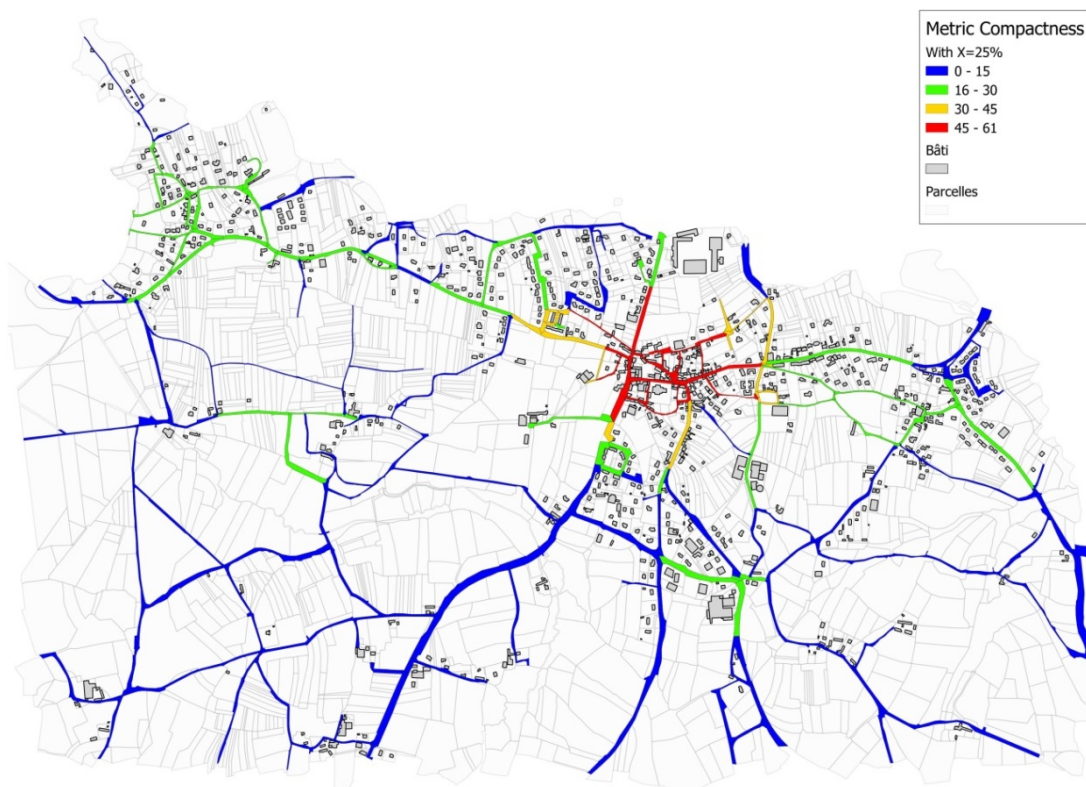 Metric Compactness
With X=25%
0 - 15
16 - 30
30 - 45
45 - 61
Bâti
Parcelles